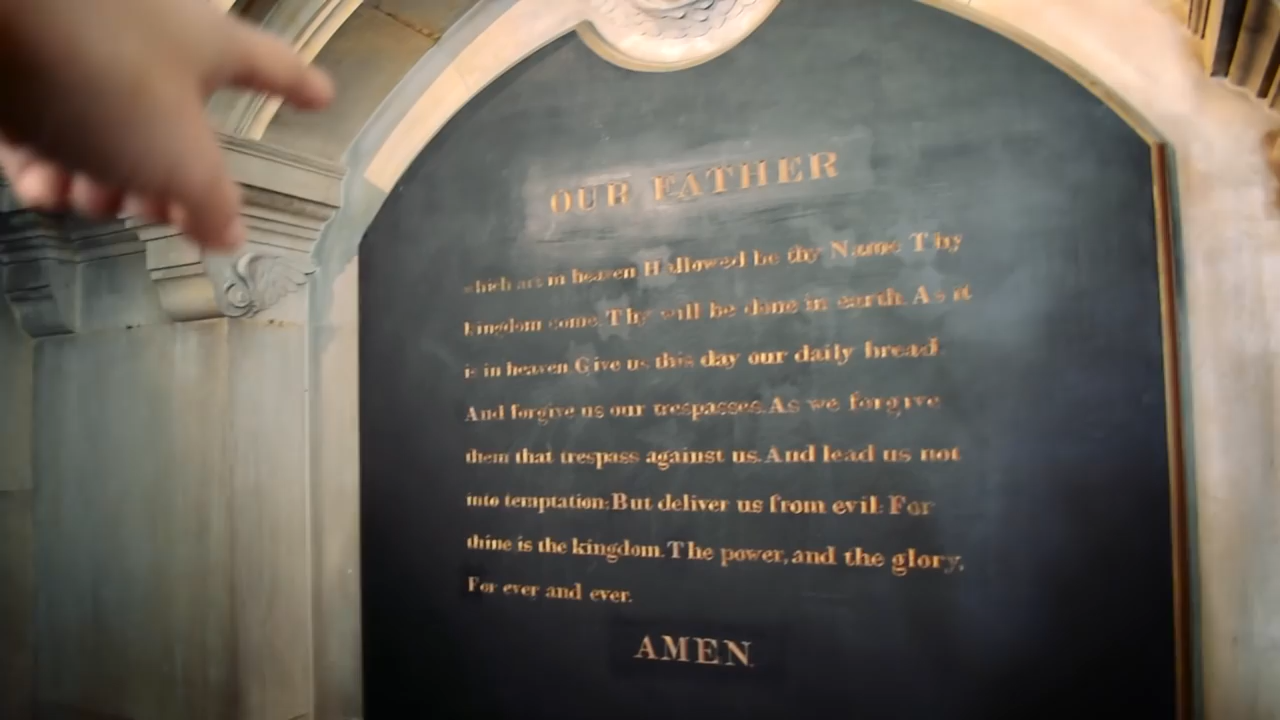 OUR FATHER
which art in heaven Hallowed be thy Name. Thy
kingdom come. Thy will be done in earth. As it
is in heaven Give us this day our daily bread.
And forgive us our trespasses. As we forgive
them that trespass against us. And lead us not
into temptation: But deliver us from evil: For
thine is the kingdom. The power, and the glory,
For ever and ever.
AMEN.